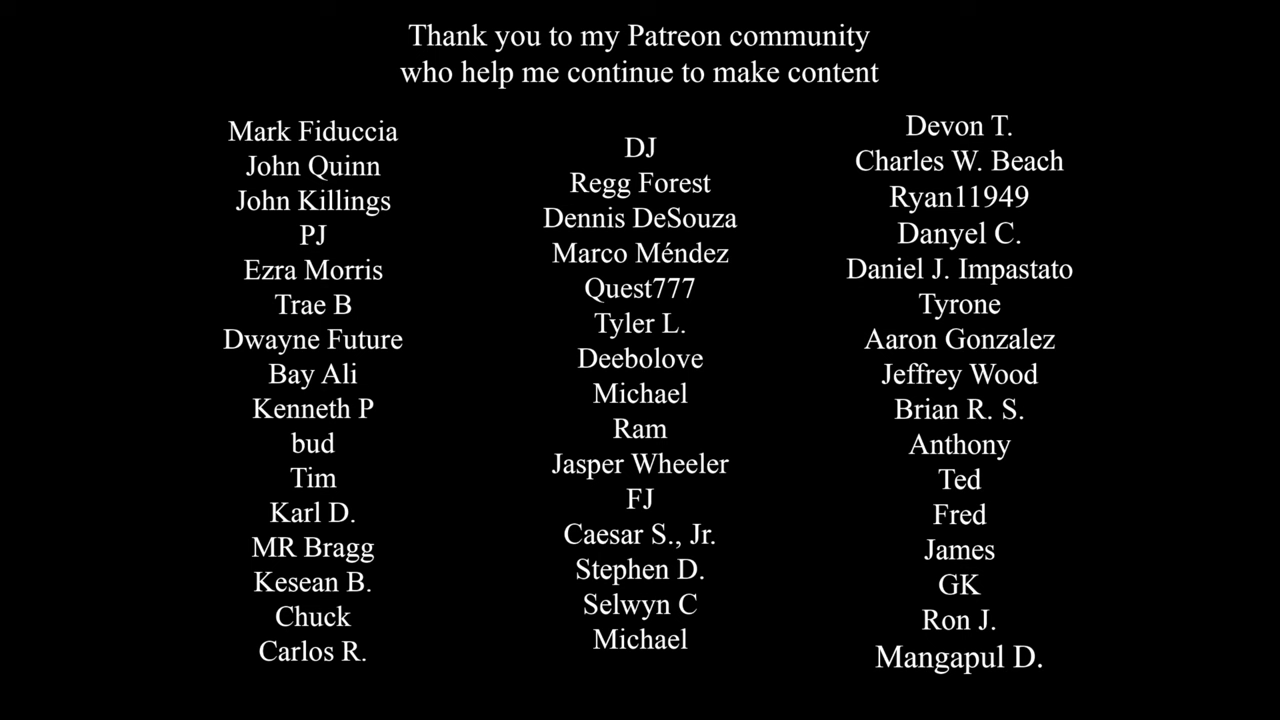 Thank you to my Patreon community
who help me continue to make content
Mark Fiduccia
John Quinn
John Killings
PJ
Ezra Morris
Trae B
Dwayne Future
Bay Ali
Kenneth P
bud
Tim
Karl D.
MR Bragg
Kesean B.
Chuck
Carlos R.
DJ
Regg Forest
Dennis DeSouza
Marco Méndez
Quest777
Tyler L.
Deebolove
Michael
Ram
Jasper Wheeler
FJ
Caesar S., Jr.
Stephen D.
Selwyn C
Michael
Devon T.
Charles W. Beach
Ryan11949
Danyel C.
Daniel J. Impastato
Tyrone
Aaron Gonzalez
Jeffrey Wood
Brian R. S.
Anthony
Ted
Fred
James
GK
Ron J.
Mangapul D.